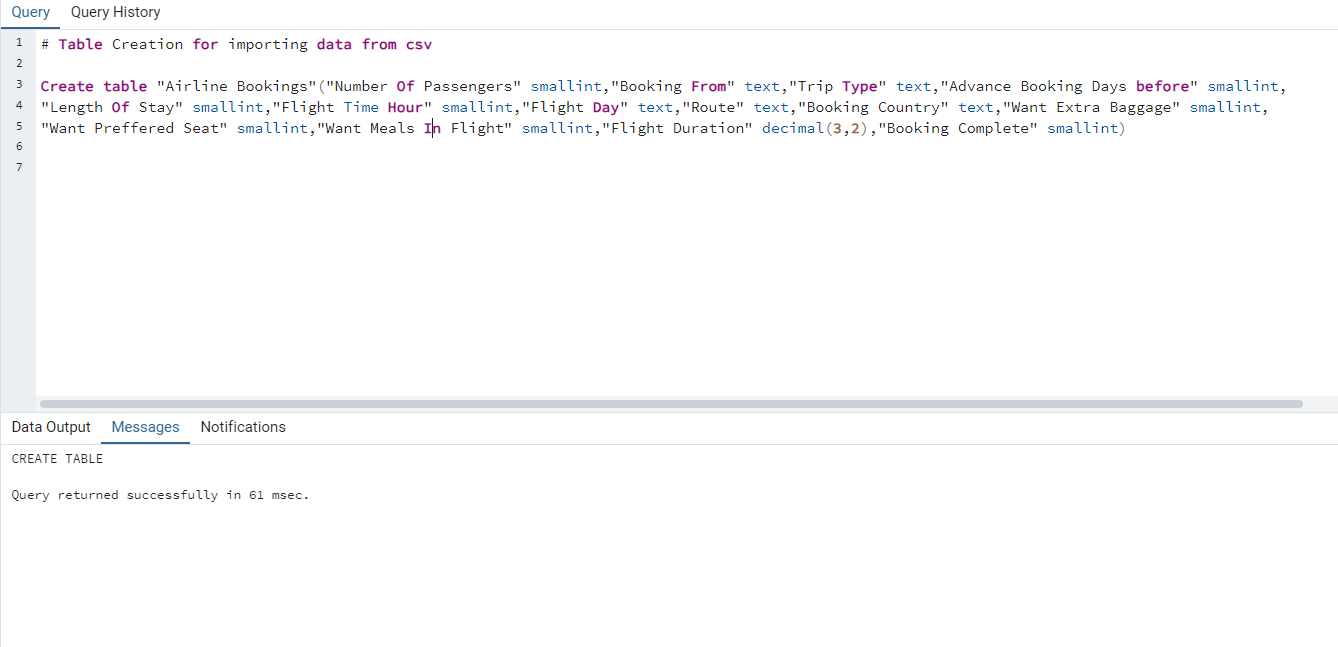 Query Query History
1 # Table Creation for importing data from csv
2
3 Create table "Airline Bookings"("Number Of Passengers" smallint,"Booking From" text,"Trip Type" text,"Advance Booking Days before" smallint,
4 "Length Of Stay" smallint,"Flight Time Hour" smallint,"Flight Day" text,"Route" text,"Booking Country" text,"Want Extra Baggage" smallint,
5 "Want Preffered Seat" smallint,"Want Meals In Flight" smallint,"Flight Duration" decimal(3,2),"Booking Complete" smallint)
6
7
Data Output Messages Notifications
CREATE TABLE
Query returned successfully in 61 msec.